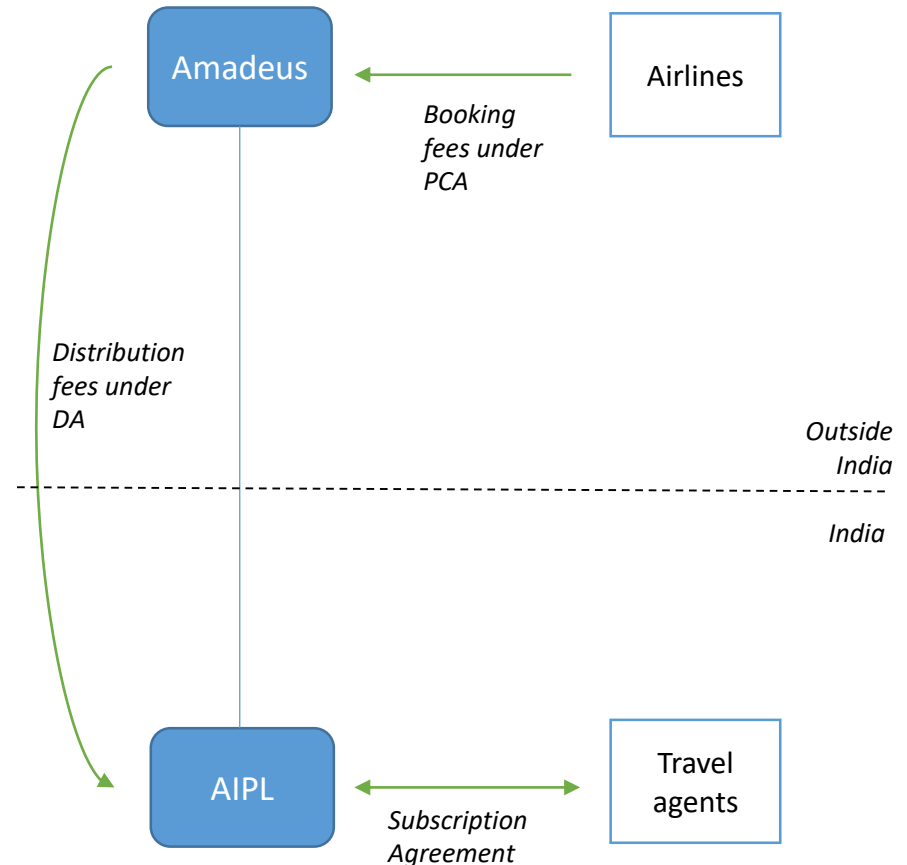 Amadeus
Airlines
Booking
fees under
PCA
Distribution
fees under
DA
Outside
India
India
AIPL
Travel
agents
Subscription
Agreement